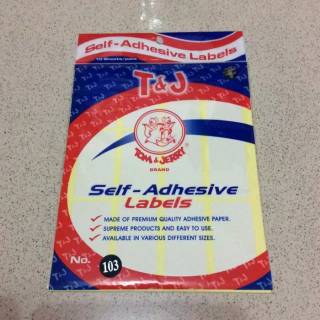 Self-Adhesive Labels
10 Sheets/pack
T&J
TOM & JERRY
BRAND
Self-Adhesive
Labels
MADE OF PREMIUM QUALITY ADHESIVE PAPER.
SUPREME PRODUCTS AND EASY TO USE.
AVAILABLE IN VARIOUS DIFFERENT SIZES.
No. 103